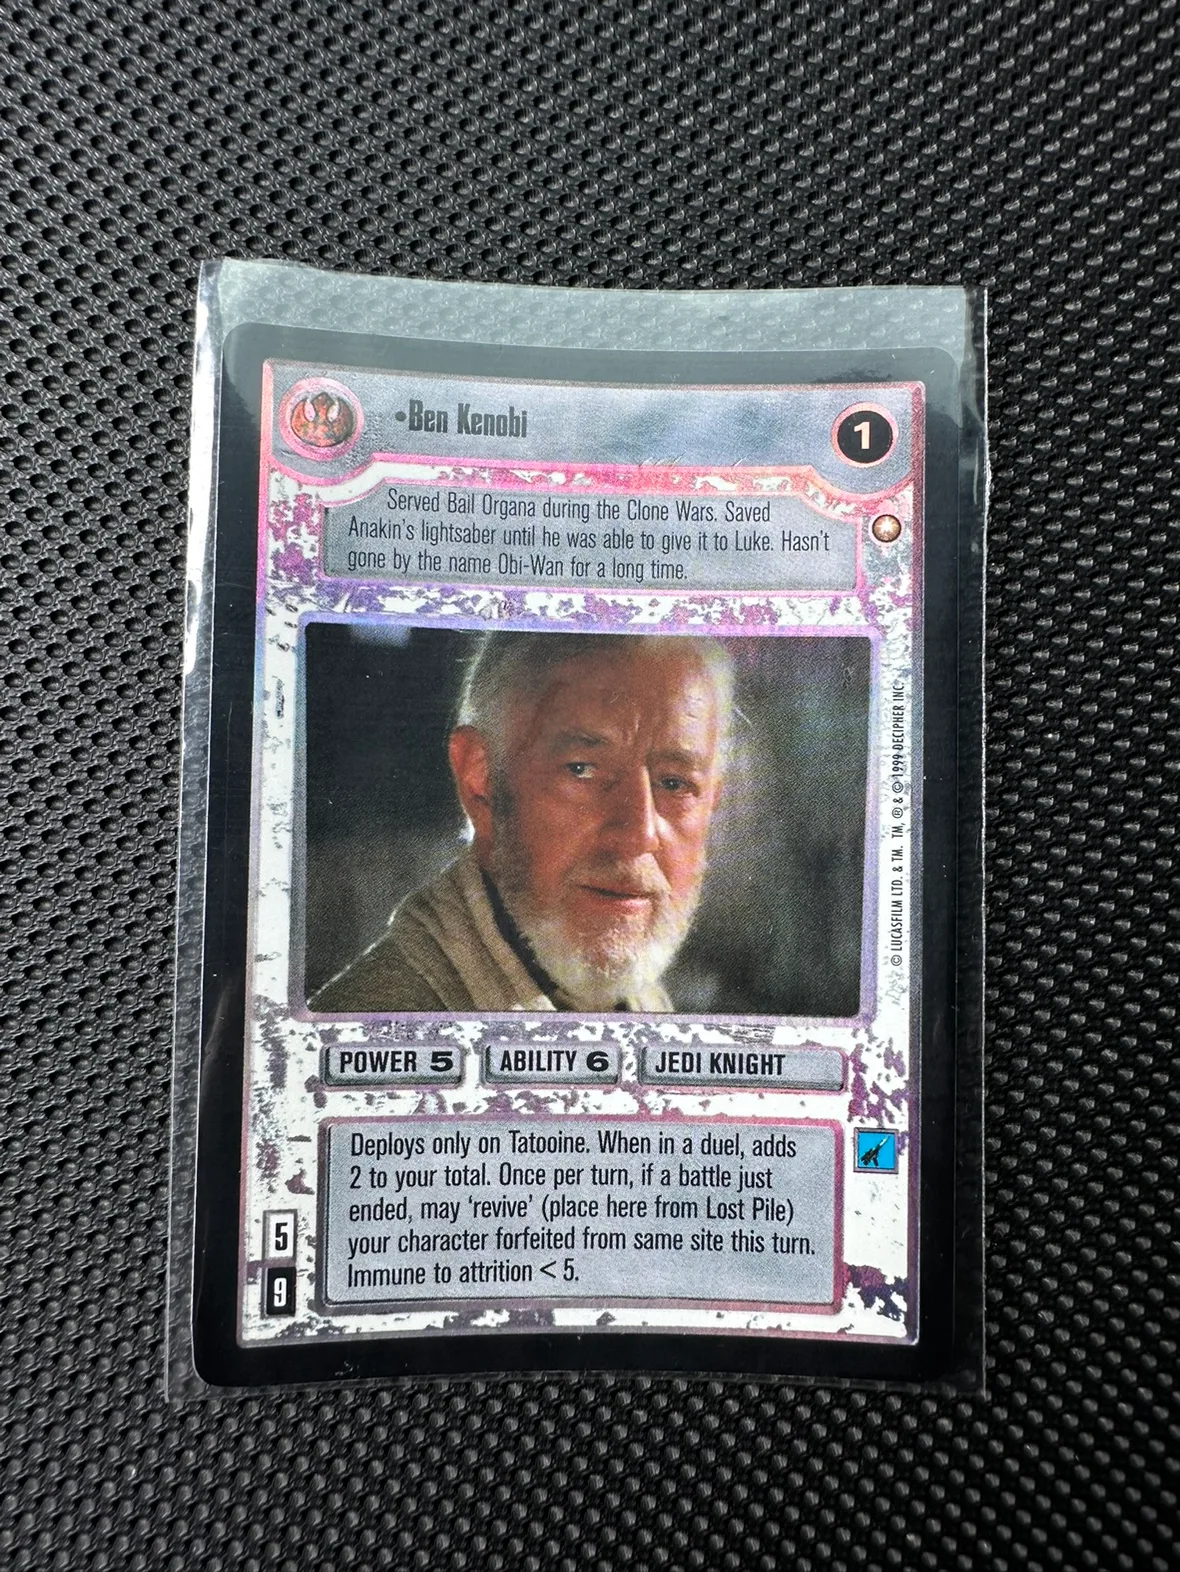 •Ben Kenobi
1
Served Bail Organa during the Clone Wars. Saved
Anakin's lightsaber until he was able to give it to Luke. Hasn't
gone by the name Obi-Wan for a long time.
© LUCASFILM LTD. & TM. TM, ® & © 1999 DECIPHER INC.
POWER 5
ABILITY 6
JEDI KNIGHT
Deploys only on Tatooine. When in a duel, adds
2 to your total. Once per turn, if a battle just
ended, may 'revive' (place here from Lost Pile)
your character forfeited from same site this turn.
Immune to attrition < 5.
5
9